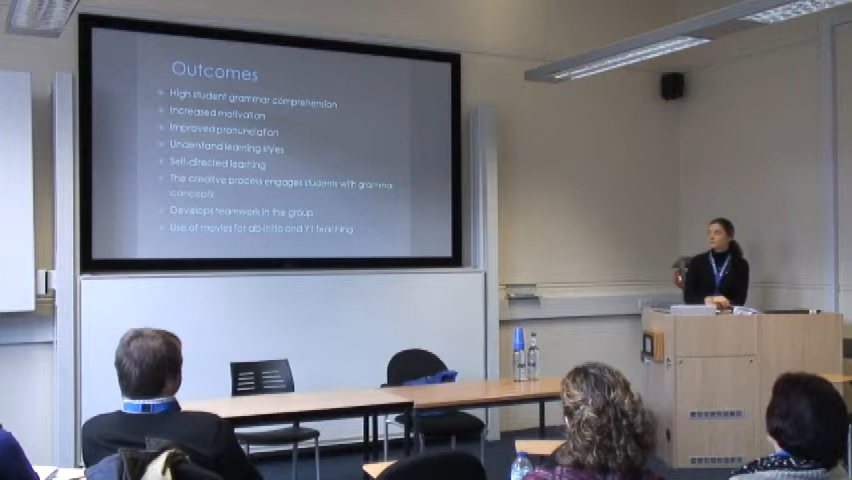 Outcomes
High student grammar comprehension
Increased motivation
Improved pronunciation
Understand learning styles
Self-directed learning
The creative process engages students with grammar
concepts
Develops teamwork in the group
Use of movies for ab-initio and Y1 teaching